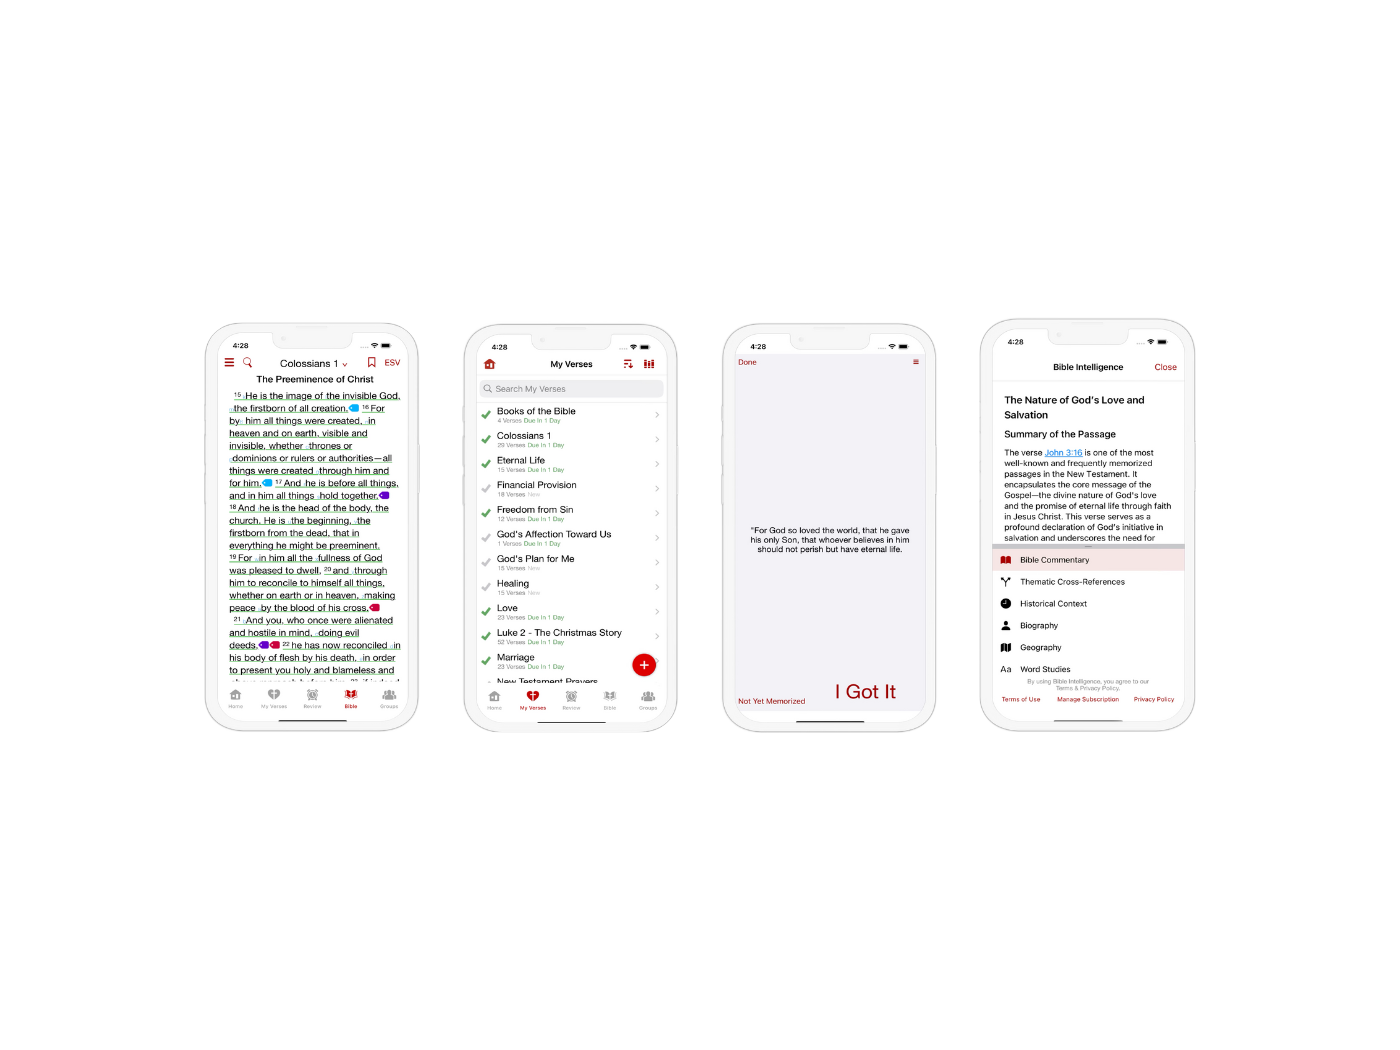 4:28
Colossians 1
ESV
The Preeminence of Christ
15 He is the image of the invisible God,
the firstborn of all creation. 16 For
by him all things were created, in
heaven and on earth, visible and
invisible, whether thrones or
dominions or rulers or authorities—all
things were created through him and
for him. 17 And he is before all things,
and in him all things hold together.
18 And he is the head of the body, the
church. He is the beginning, the
firstborn from the dead, that in
everything he might be preeminent.
19 For in him all the fullness of God
was pleased to dwell, 20 and through
him to reconcile to himself all things,
whether on earth or in heaven, making
peace by the blood of his cross.
21 And you, who once were alienated
and hostile in mind, doing evil
deeds, 22 he has now reconciled in
his body of flesh by his death, in order
to present you holy and blameless and
Home
My Verses
Review
Bible
Groups
4:28
My Verses
Search My Verses
Books of the Bible
4 Verses Due In 1 Day
Colossians 1
29 Verses Due In 1 Day
Eternal Life
15 Verses Due In 1 Day
Financial Provision
18 Verses New
Freedom from Sin
12 Verses Due In 1 Day
God's Affection Toward Us
1 Verses Due In 1 Day
God's Plan for Me
15 Verses New
Healing
15 Verses New
Love
23 Verses Due In 1 Day
Luke 2 - The Christmas Story
52 Verses Due In 1 Day
Marriage
23 Verses Due In 1 Day
New Testament Prayers
Home
My Verses
Review
Bible
Groups
4:28
Done
"For God so loved the world, that he gave
his only Son, that whoever believes in him
should not perish but have eternal life.
Not Yet Memorized
I Got It
4:28
Bible Intelligence
Close
The Nature of God's Love and
Salvation
Summary of the Passage
The verse John 3:16 is one of the most
well-known and frequently memorized
passages in the New Testament. It
encapsulates the core message of the
Gospel—the divine nature of God's love
and the promise of eternal life through faith
in Jesus Christ. This verse serves as a
profound declaration of God's initiative in
salvation and underscores the need for
Bible Commentary
Thematic Cross-References
Historical Context
Biography
Geography
Aa Word Studies
By using Bible Intelligence, you agree to our
Terms & Privacy Policy.
Terms of Use
Manage Subscription
Privacy Policy